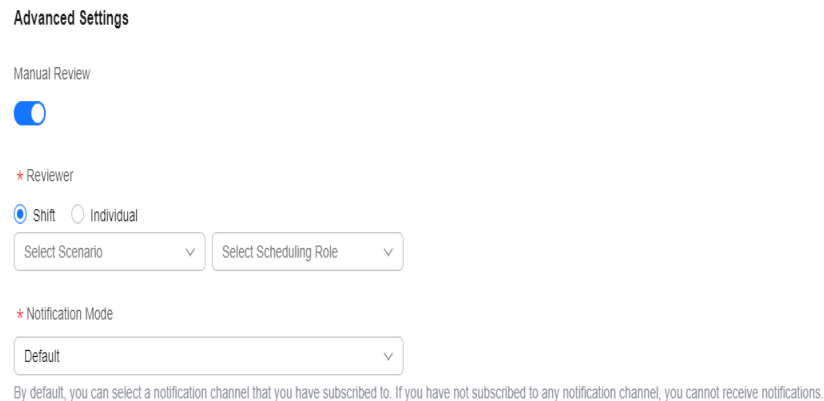 Advanced Settings
Manual Review
* Reviewer
Shift Individual
Select Scenario Select Scheduling Role
* Notification Mode
Default
By default, you can select a notification channel that you have subscribed to. If you have not subscribed to any notification channel, you cannot receive notifications.